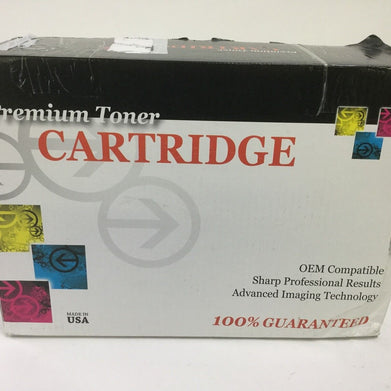 Premium Toner
CARTRIDGE
OEM Compatible
Sharp Professional Results
Advanced Imaging Technology
MADE IN
USA
100% GUARANTEED